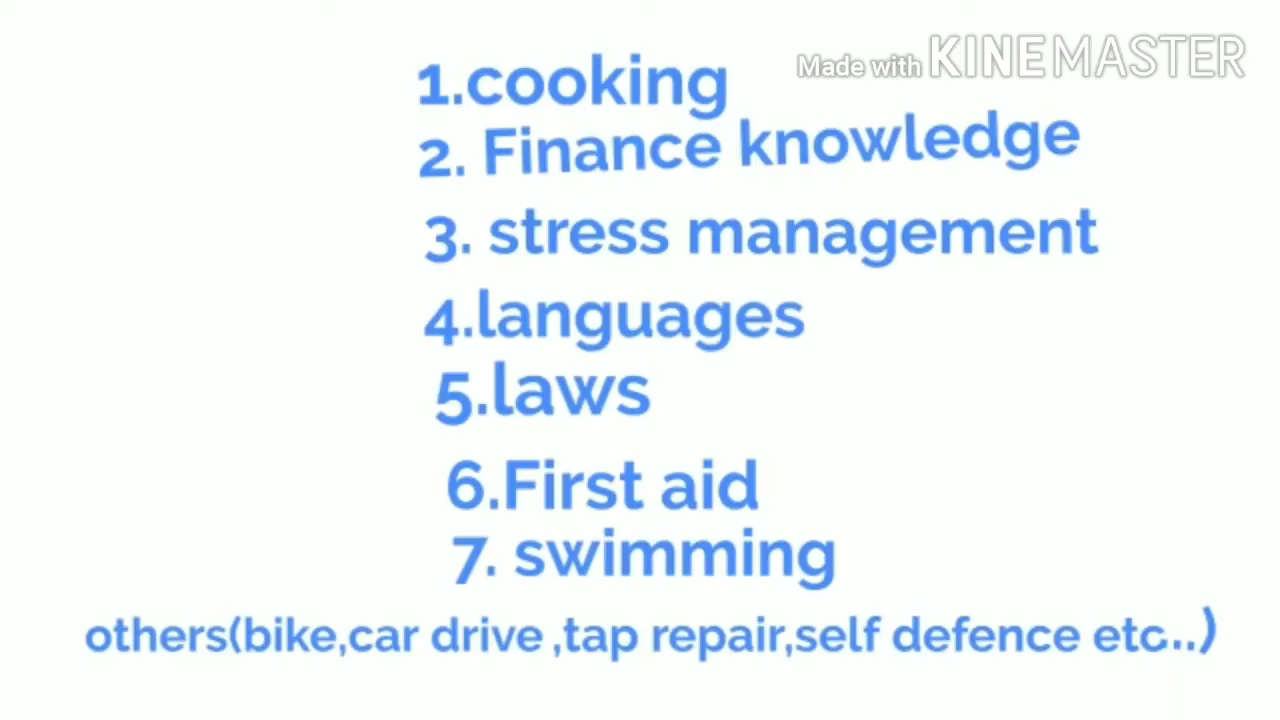 Made with KINEMASTER
1.cooking
2. Finance knowledge
3. stress management
4.languages
5.laws
6.First aid
7. swimming
others(bike,car drive ,tap repair,self defence etc..)